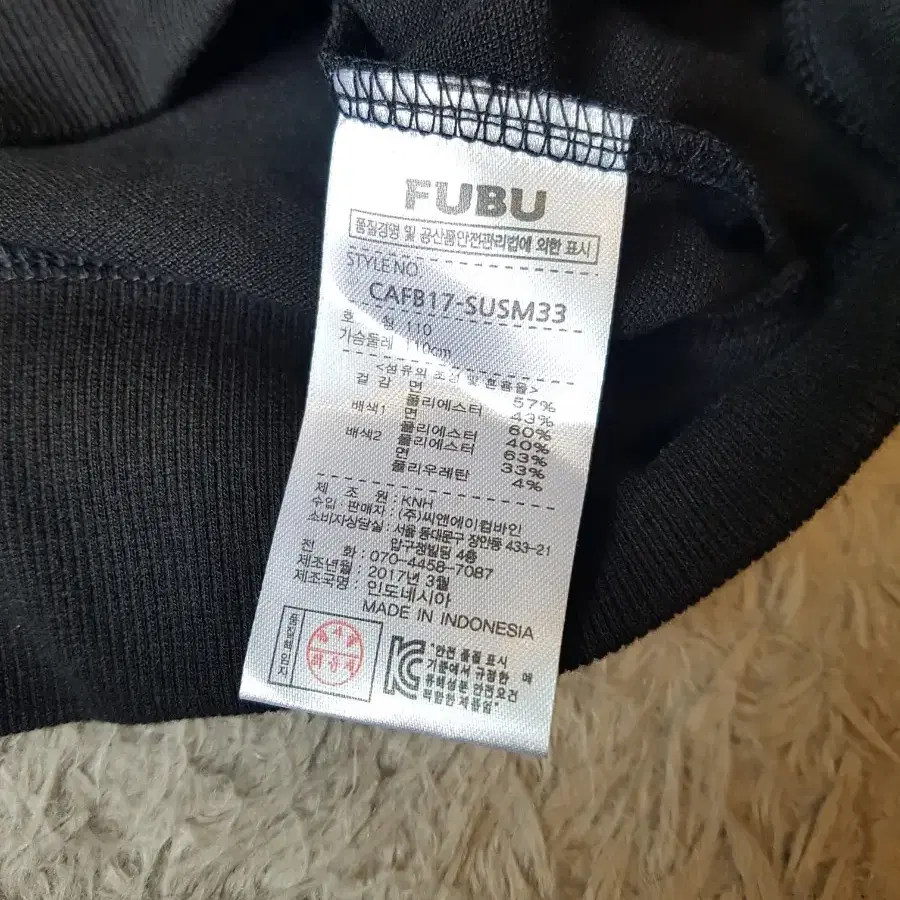 FUBU
품질경영 및 공산품안전관리법에 의한 표시
STYLE NO
CAFB17-SUSM33
호 칭 110
가슴둘레 110cm
<섬유의 조성 및 혼용율>
겉 감 면 57%
폴리에스터 43%
배색1 면 60%
폴리에스터 40%
배색2 폴리에스터 63%
면 33%
폴리우레탄 4%
제 조 원 : KNH
수입 판매자 : (주)씨앤에이컴바인
소비자상담실 : 서울 동대문구 장안동 433-21
압구정빌딩 4층
전 화 : 070-4458-7087
제조년월 : 2017년 3월
제조국명 : 인도네시아
MADE IN INDONESIA
"안전 품질 표시
기준에서 규정한 예
유해성분 안전요건
적합한 제품임"